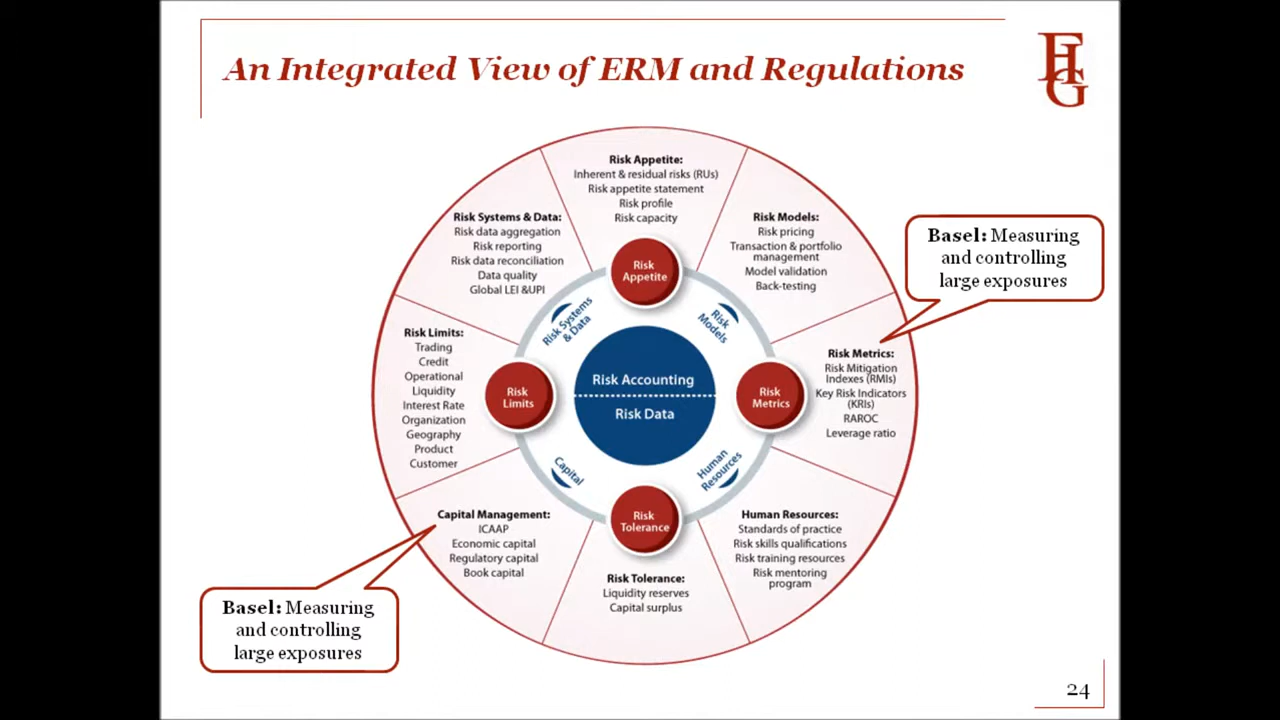 An Integrated View of ERM and Regulations
FHG
Risk Appetite:
Inherent & residual risks (RUs)
Risk appetite statement
Risk profile
Risk capacity
Risk Models:
Risk pricing
Transaction & portfolio
management
Model validation
Back-testing
Basel: Measuring
and controlling
large exposures
Risk Metrics:
Risk Mitigation
Indexes (RMIs)
Key Risk Indicators
(KRIs)
RAROC
Leverage ratio
Human Resources:
Standards of practice
Risk skills qualifications
Risk training resources
Risk mentoring
program
Risk Tolerance:
Liquidity reserves
Capital surplus
Capital Management:
ICAAP
Economic capital
Regulatory capital
Book capital
Basel: Measuring
and controlling
large exposures
Risk Limits:
Trading
Credit
Operational
Liquidity
Interest Rate
Organization
Geography
Product
Customer
Risk Systems & Data:
Risk data aggregation
Risk reporting
Risk data reconciliation
Data quality
Global LEI &UPI
Risk
Appetite
Risk
Models
Risk
Metrics
Human
Resources
Risk
Tolerance
Capital
Risk
Limits
Risk Systems
& Data
Risk Accounting
Risk Data
24